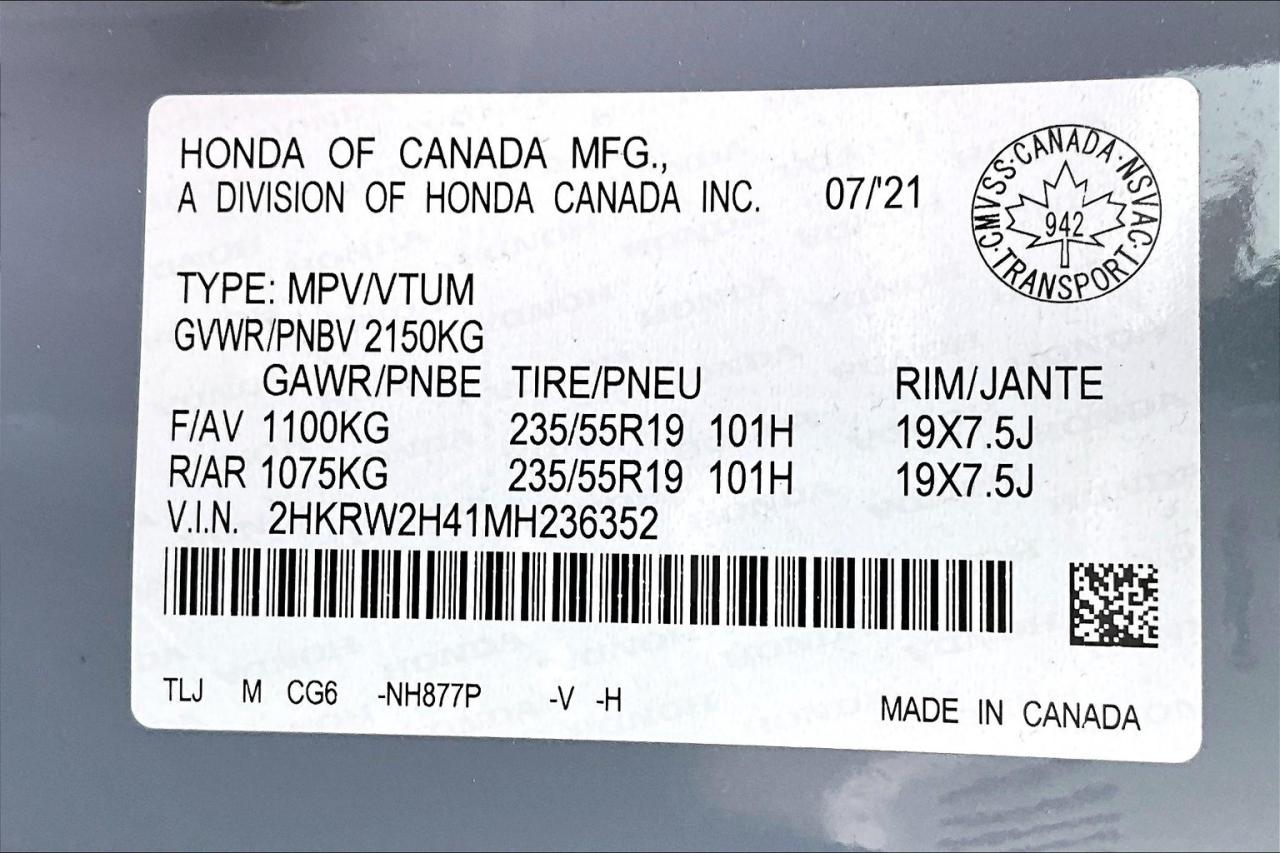 HONDA OF CANADA MFG.,
A DIVISION OF HONDA CANADA INC. 07/'21
CMVSS·CANADA·NSVAC·TRANSPORT·
942
TYPE: MPV/VTUM
GVWR/PNBV 2150KG
GAWR/PNBE TIRE/PNEU RIM/JANTE
F/AV 1100KG 235/55R19 101H 19X7.5J
R/AR 1075KG 235/55R19 101H 19X7.5J
V.I.N. 2HKRW2H41MH236352
TLJ M CG6 -NH877P -V -H
MADE IN CANADA